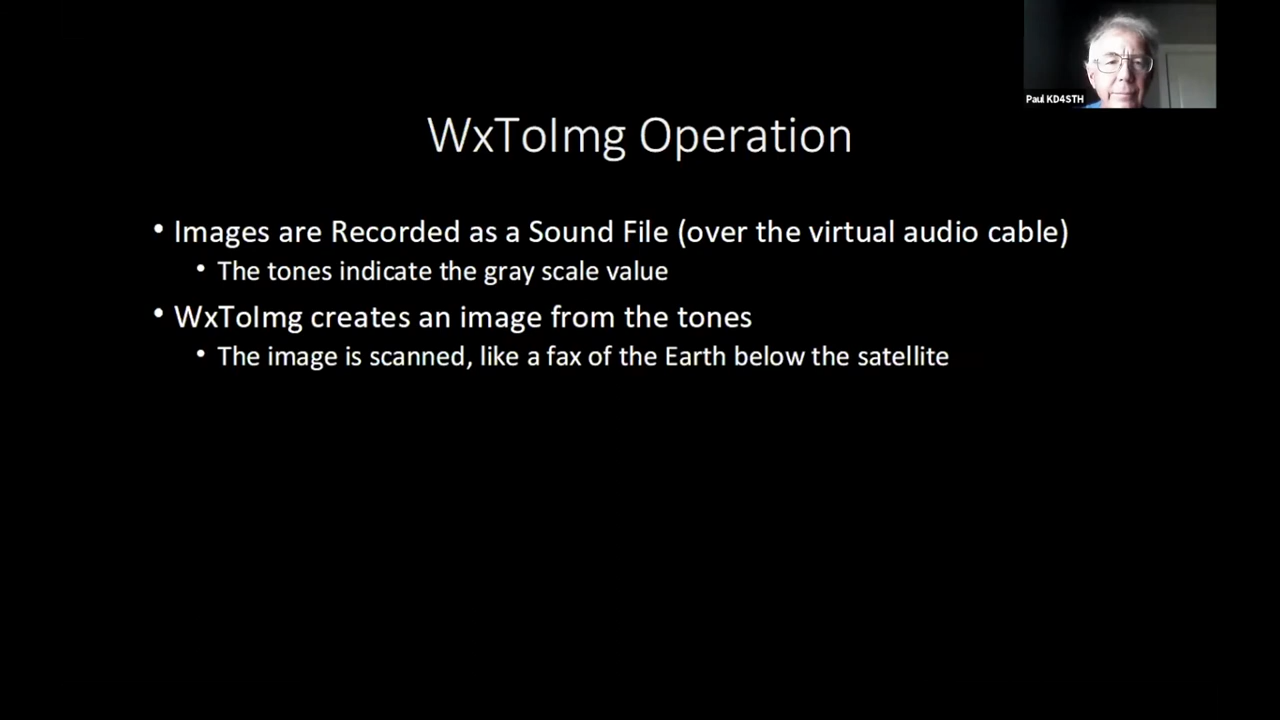 Paul KD4STH
WxToImg Operation
• Images are Recorded as a Sound File (over the virtual audio cable)
• The tones indicate the gray scale value
• WxToImg creates an image from the tones
• The image is scanned, like a fax of the Earth below the satellite